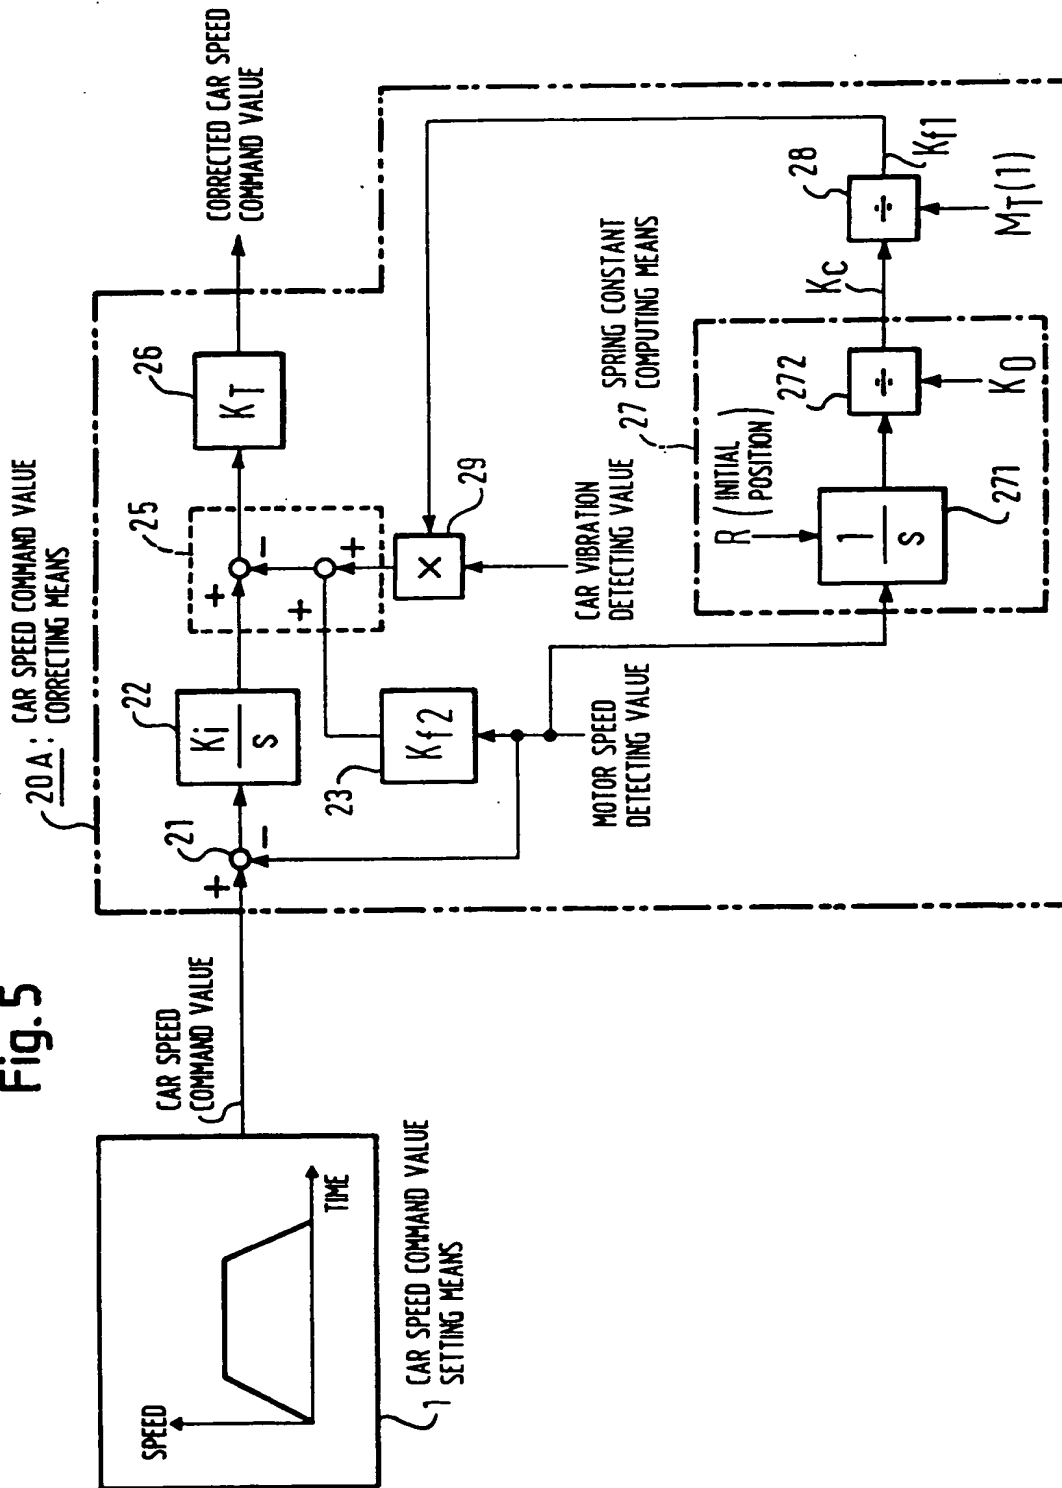 Fig. 5
20 A : CAR SPEED COMMAND VALUE
CORRECTING MEANS
CAR SPEED
COMMAND VALUE
SPEED
TIME
1 CAR SPEED COMMAND VALUE
SETTING MEANS
+
−
21
22
Ki
s
23
Kf2
25
+
−
+
+
26
KT
CORRECTED CAR SPEED
COMMAND VALUE
×
29
MOTOR SPEED
DETECTING VALUE
CAR VIBRATION
DETECTING VALUE
27 SPRING CONSTANT
COMPUTING MEANS
R (INITIAL
POSITION)
1
s
271
272
÷
K0
KC
28
÷
Kf1
MT(1)